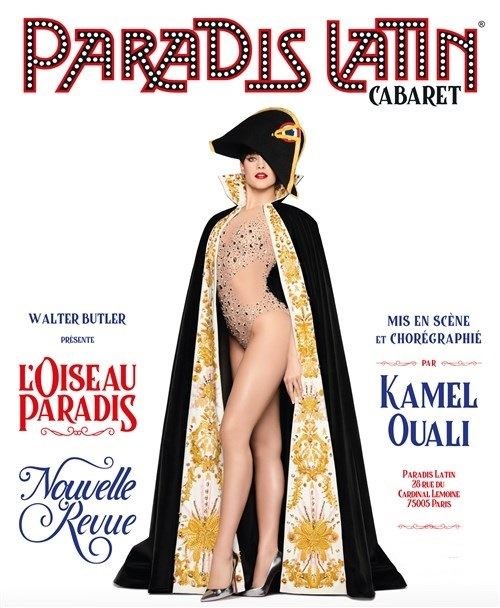 PARADIS LATIN®
CABARET
WALTER BUTLER
PRÉSENTE
L'OISEAU
PARADIS
Nouvelle
Revue
MIS EN SCÈNE
ET CHORÉGRAPHIÉ
PAR
KAMEL
OUALI
PARADIS LATIN
28 RUE DU
CARDINAL LEMOINE
75005 PARIS